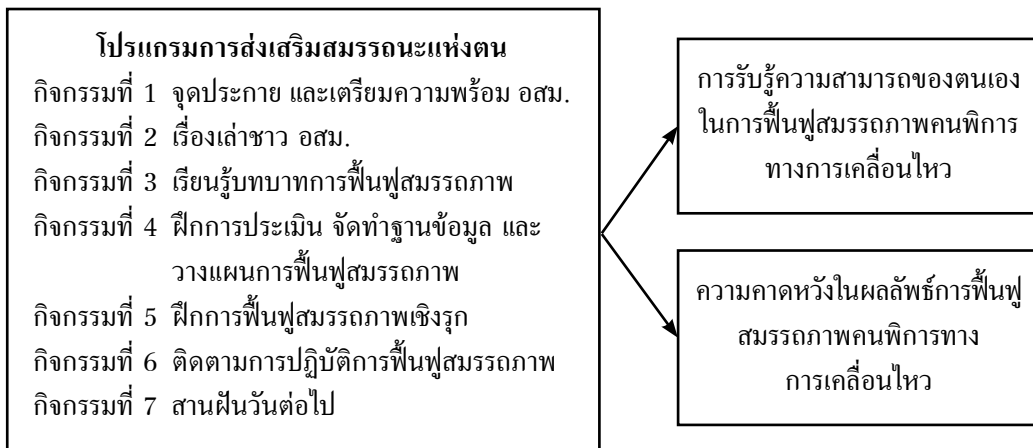 โปรแกรมการส่งเสริมสมรรถนะแห่งตน
กิจกรรมที่ 1 จุดประกาย และเตรียมความพร้อม อสม.
กิจกรรมที่ 2 เรื่องเล่าชาว อสม.
กิจกรรมที่ 3 เรียนรู้บทบาทการฟื้นฟูสมรรถภาพ
กิจกรรมที่ 4 ฝึกการประเมิน จัดทำฐานข้อมูล และ
วางแผนการฟื้นฟูสมรรถภาพ
กิจกรรมที่ 5 ฝึกการฟื้นฟูสมรรถภาพเชิงรุก
กิจกรรมที่ 6 ติดตามการปฏิบัติการฟื้นฟูสมรรถภาพ
กิจกรรมที่ 7 สานฝันวันต่อไป
การรับรู้ความสามารถของตนเอง
ในการฟื้นฟูสมรรถภาพคนพิการ
ทางการเคลื่อนไหว
ความคาดหวังในผลลัพธ์การฟื้นฟู
สมรรถภาพคนพิการทาง
การเคลื่อนไหว